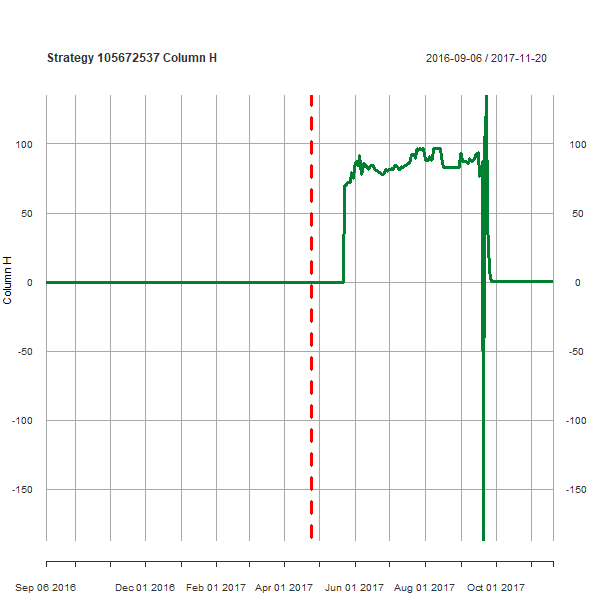 Strategy 105672537 Column H 2016-09-06 / 2017-11-20
100 100
50 50
0 0
-50 -50
-100 -100
-150 -150
Column H
Sep 06 2016 Dec 01 2016 Feb 01 2017 Apr 01 2017 Jun 01 2017 Aug 01 2017 Oct 01 2017